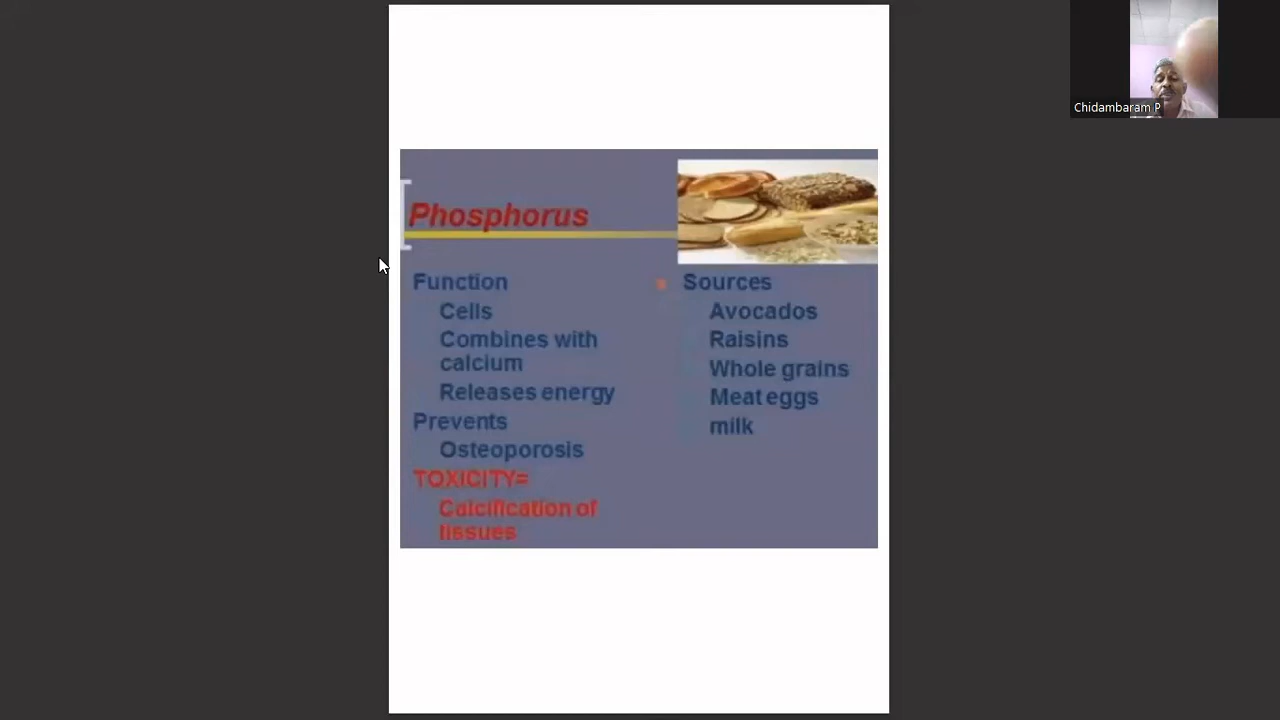 Phosphorus
Function
Cells
Combines with
calcium
Releases energy
Prevents
Osteoporosis
TOXICITY=
Calcification of
tissues
Sources
Avocados
Raisins
Whole grains
Meat eggs
milk
Chidambaram P